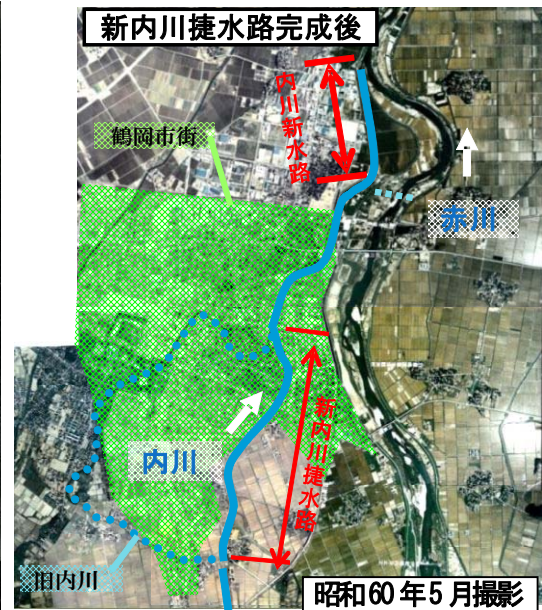 新内川捷水路完成後
内川新水路
鶴岡市街
赤川
新内川捷水路
内川
旧内川
昭和60年5月撮影